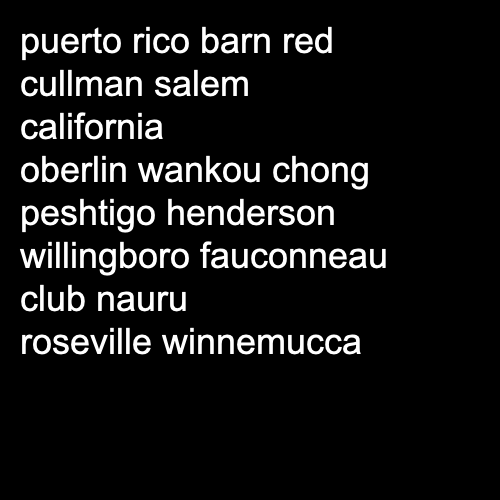 puerto rico barn red
cullman salem
california
oberlin wankou chong
peshtigo henderson
willingboro fauconneau
club nauru
roseville winnemucca